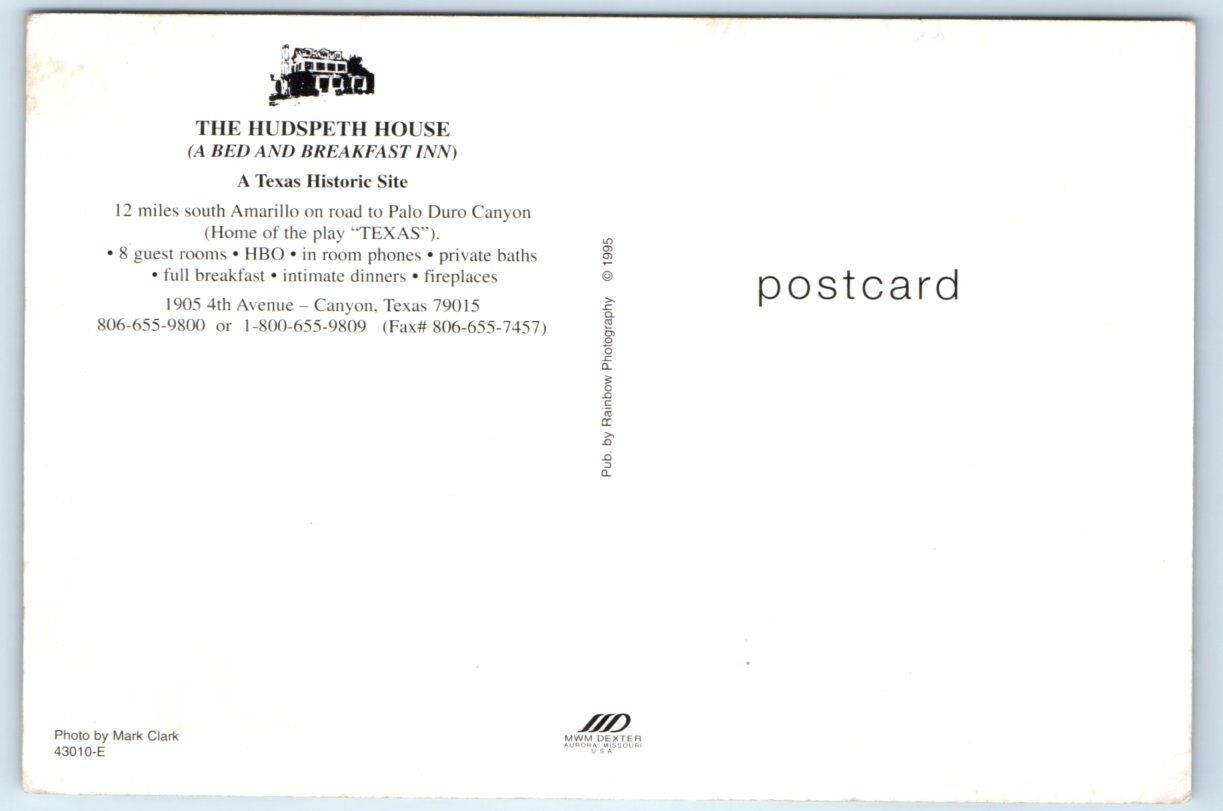 THE HUDSPETH HOUSE
(A BED AND BREAKFAST INN)
A Texas Historic Site
12 miles south Amarillo on road to Palo Duro Canyon
(Home of the play “TEXAS”).
• 8 guest rooms • HBO • in room phones • private baths
• full breakfast • intimate dinners • fireplaces
1905 4th Avenue – Canyon, Texas 79015
806-655-9800 or 1-800-655-9809 (Fax# 806-655-7457)
Pub. by Rainbow Photography © 1995
postcard
Photo by Mark Clark
43010-E
MWM DEXTER
AURORA, MISSOURI
USA